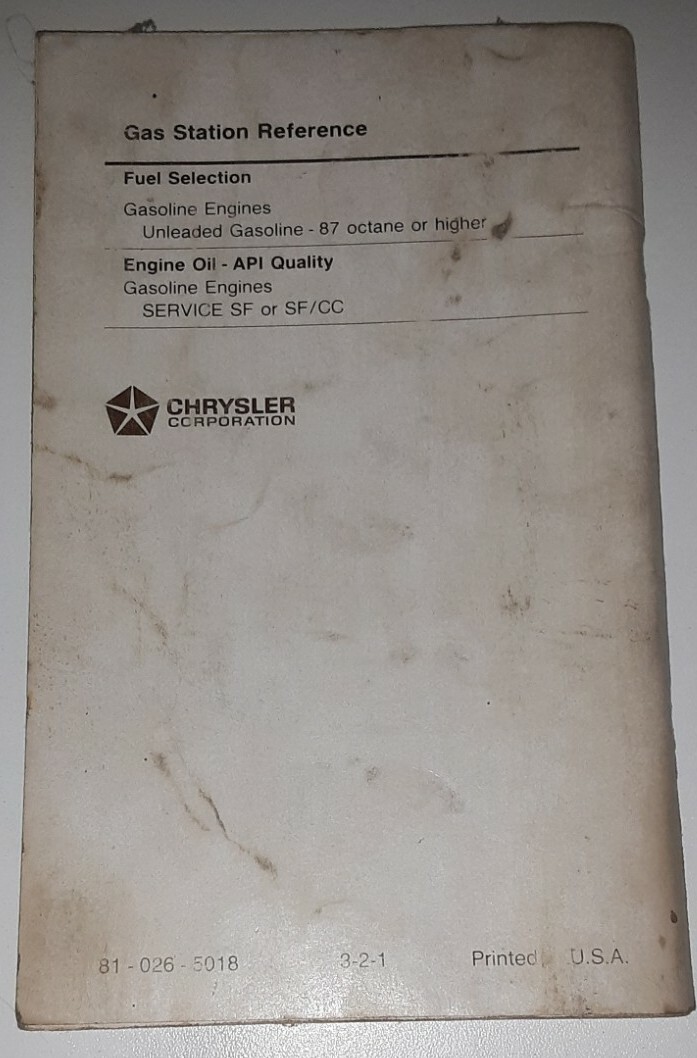 Gas Station Reference
Fuel Selection
Gasoline Engines
Unleaded Gasoline - 87 octane or higher
Engine Oil - API Quality
Gasoline Engines
SERVICE SF or SF/CC
CHRYSLER
CORPORATION
81 - 026 - 5018 3-2-1 Printed U.S.A.